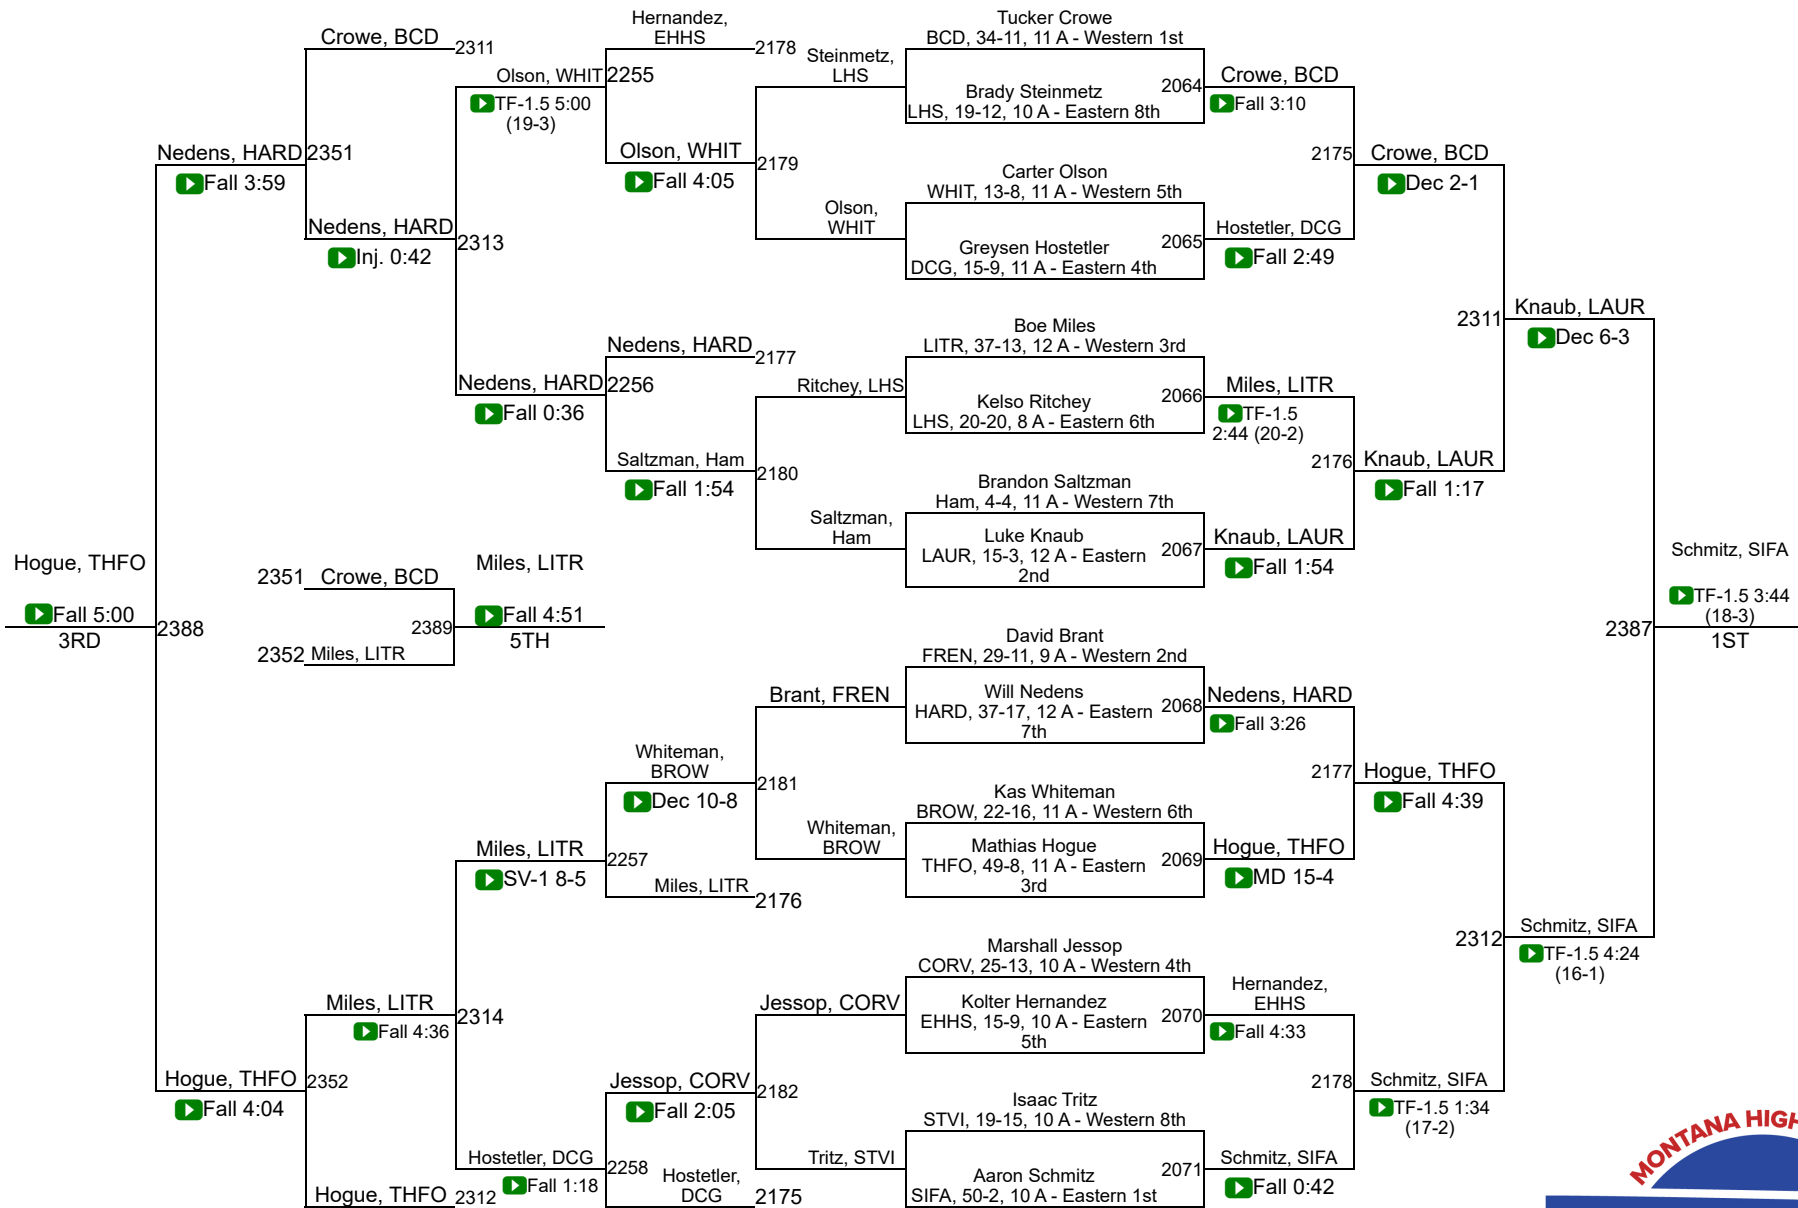 Crowe, BCD
2311
Nedens, HARD
2351
Fall 3:59
Nedens, HARD
2313
Inj. 0:42
Olson, WHIT
2255
TF-1.5 5:00
(19-3)
Nedens, HARD
2256
Fall 0:36
Hernandez,
EHHS
2178
Olson, WHIT
2179
Fall 4:05
Nedens, HARD
2177
Saltzman, Ham
2180
Fall 1:54
Steinmetz,
LHS
Olson,
WHIT
Ritchey, LHS
Saltzman,
Ham
Tucker Crowe
BCD, 34-11, 11 A - Western 1st
Brady Steinmetz
LHS, 19-12, 10 A - Eastern 8th
2064
Carter Olson
WHIT, 13-8, 11 A - Western 5th
Greysen Hostetler
DCG, 15-9, 11 A - Eastern 4th
2065
Boe Miles
LITR, 37-13, 12 A - Western 3rd
Kelso Ritchey
LHS, 20-20, 8 A - Eastern 6th
2066
Brandon Saltzman
Ham, 4-4, 11 A - Western 7th
Luke Knaub
LAUR, 15-3, 12 A - Eastern
2nd
2067
Crowe, BCD
Fall 3:10
2175
Hostetler, DCG
Fall 2:49
Miles, LITR
TF-1.5
2:44 (20-2)
2176
Knaub, LAUR
Fall 1:54
Crowe, BCD
Dec 2-1
2311
Knaub, LAUR
Fall 1:17
Knaub, LAUR
Dec 6-3
Hogue, THFO
Fall 5:00
3RD
2388
2351
Crowe, BCD
2389
2352
Miles, LITR
Miles, LITR
Fall 4:51
5TH
Schmitz, SIFA
TF-1.5 3:44
(18-3)
2387
1ST
Hogue, THFO
2352
Fall 4:04
Miles, LITR
2314
Fall 4:36
Hogue, THFO
2312
Miles, LITR
2257
SV-1 8-5
Hostetler, DCG
2258
Fall 1:18
Whiteman,
BROW
2181
Dec 10-8
Miles, LITR
2176
Jessop, CORV
2182
Fall 2:05
Hostetler,
DCG
2175
Brant, FREN
Whiteman,
BROW
Jessop, CORV
Tritz, STVI
David Brant
FREN, 29-11, 9 A - Western 2nd
Will Nedens
HARD, 37-17, 12 A - Eastern
7th
2068
Kas Whiteman
BROW, 22-16, 11 A - Western 6th
Mathias Hogue
THFO, 49-8, 11 A - Eastern
3rd
2069
Marshall Jessop
CORV, 25-13, 10 A - Western 4th
Kolter Hernandez
EHHS, 15-9, 10 A - Eastern
5th
2070
Isaac Tritz
STVI, 19-15, 10 A - Western 8th
Aaron Schmitz
SIFA, 50-2, 10 A - Eastern 1st
2071
Nedens, HARD
Fall 3:26
2177
Hogue, THFO
MD 15-4
Hernandez,
EHHS
Fall 4:33
2178
Schmitz, SIFA
Fall 0:42
Hogue, THFO
Fall 4:39
2312
Schmitz, SIFA
TF-1.5 1:34
(17-2)
Schmitz, SIFA
TF-1.5 4:24
(16-1)
MONTANA HIGH